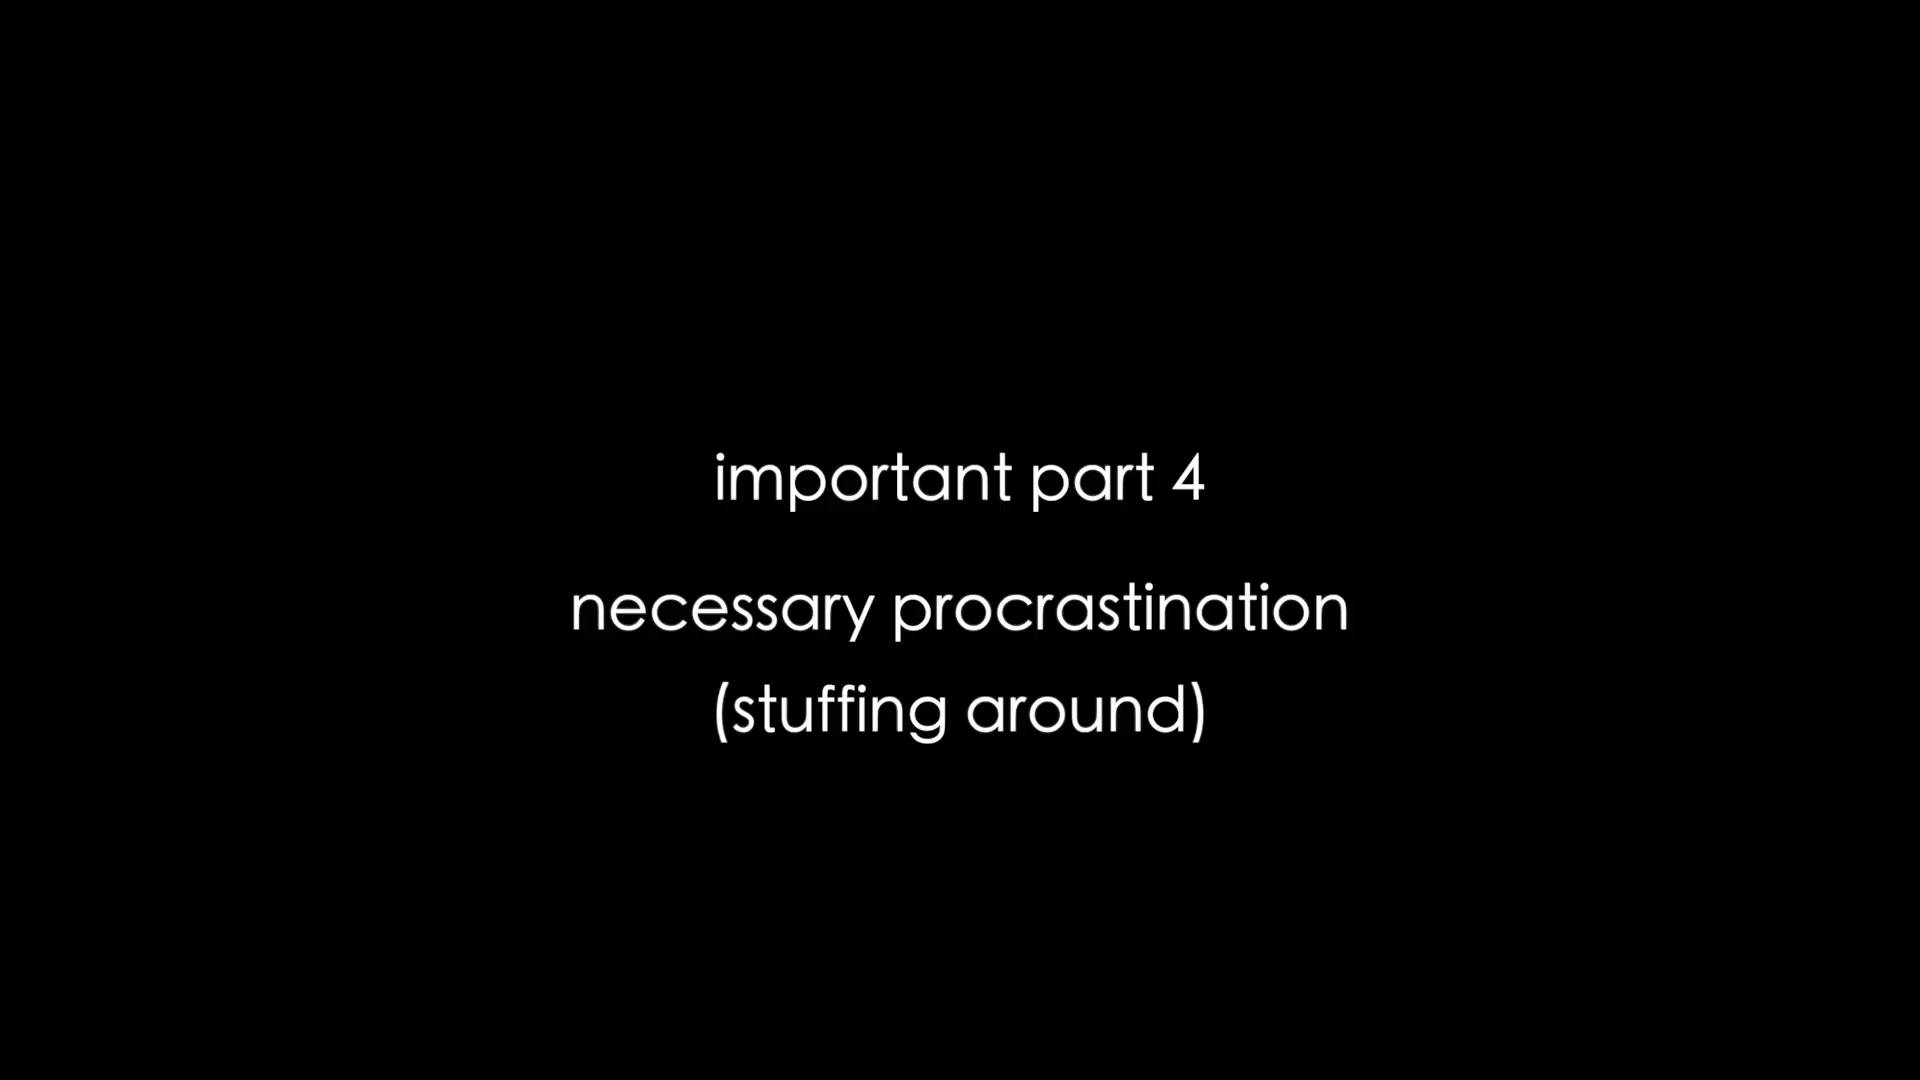 important part 4
necessary procrastination
(stuffing around)